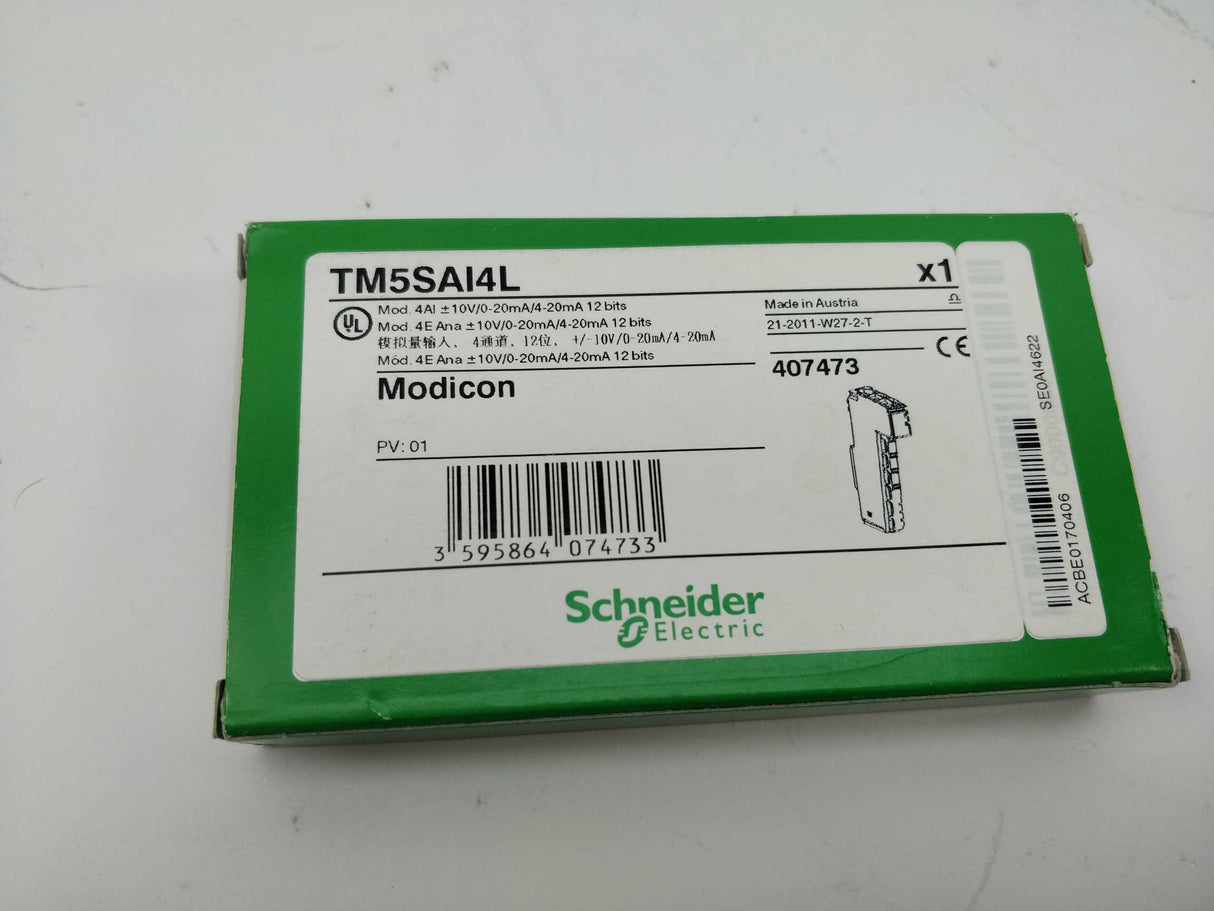 TM5SAI4L
x1
UL
Mod. 4AI ±10V/0-20mA/4-20mA 12 bits
Mod. 4E Ana ±10V/0-20mA/4-20mA 12 bits
模拟量输入、 4通道、12位、 +/-10V/0-20mA/4-20mA
Mód. 4E Ana ±10V/0-20mA/4-20mA 12 bits
Made in Austria
21-2011-W27-2-T
CE
407473
Modicon
PV: 01
3 595864 074733
Schneider
Electric
SE0AI4622
ACBE0170406